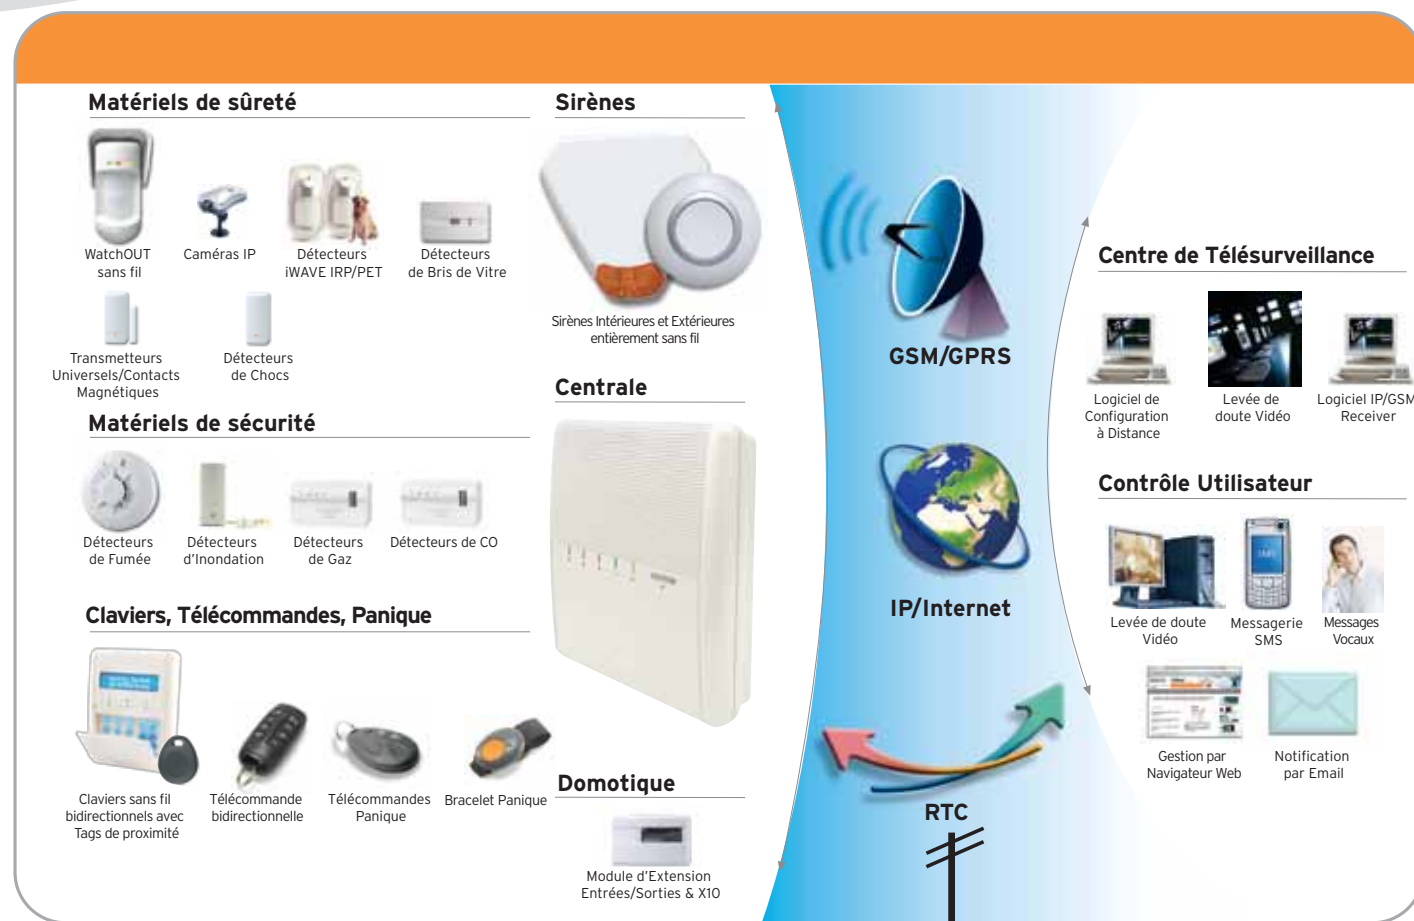 Matériels de sûreté
WatchOUT
sans fil
Caméras IP
Détecteurs
iWAVE IRP/PET
Détecteurs
de Bris de Vitre
Transmetteurs
Universels/Contacts
Magnétiques
Détecteurs
de Chocs
Matériels de sécurité
Détecteurs
de Fumée
Détecteurs
d'Inondation
Détecteurs
de Gaz
Détecteurs de CO
Claviers, Télécommandes, Panique
Claviers sans fil
bidirectionnels avec
Tags de proximité
Télécommande
bidirectionnelle
Télécommandes
Panique
Bracelet Panique
Sirènes
Sirènes Intérieures et Extérieures
entièrement sans fil
Centrale
Domotique
Module d'Extension
Entrées/Sorties & X10
GSM/GPRS
IP/Internet
RTC
Centre de Télésurveillance
Logiciel de
Configuration
à Distance
Levée de
doute Vidéo
Logiciel IP/GSM
Receiver
Contrôle Utilisateur
Levée de doute
Vidéo
SMS
Messagerie
SMS
Messages
Vocaux
Gestion par
Navigateur Web
Notification
par Email